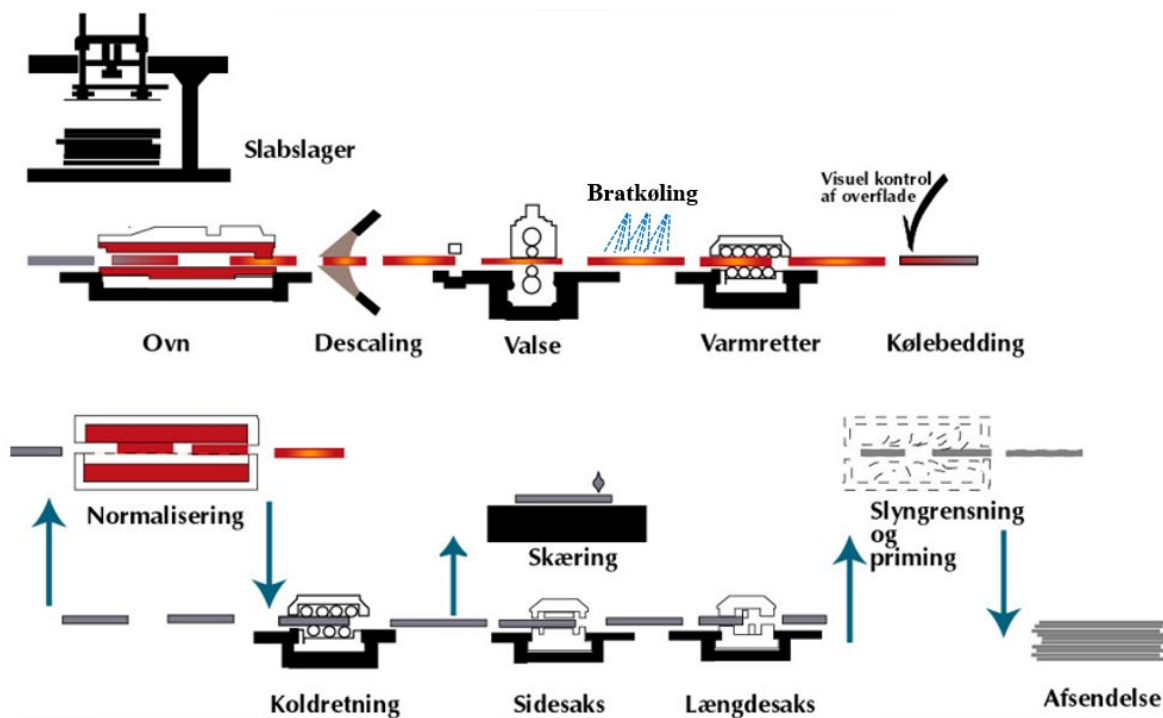 Slabslager
Bratkøling
Visuel kontrol
af overflade
Ovn
Descaling
Valse
Varmretter
Kølebedding
Normalisering
Skæring
Slyngrensning
og
priming
Koldretning
Sidesaks
Længdesaks
Afsendelse